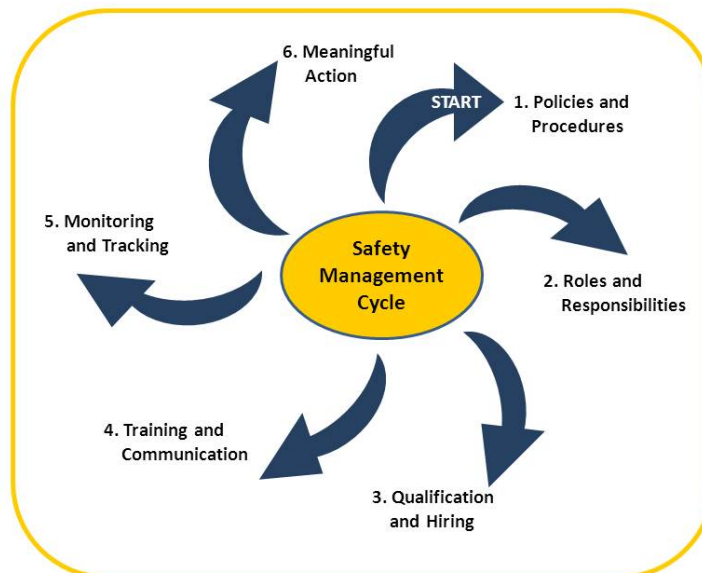 START
1. Policies and
Procedures
2. Roles and
Responsibilities
3. Qualification
and Hiring
4. Training and
Communication
5. Monitoring
and Tracking
6. Meaningful
Action
Safety
Management
Cycle